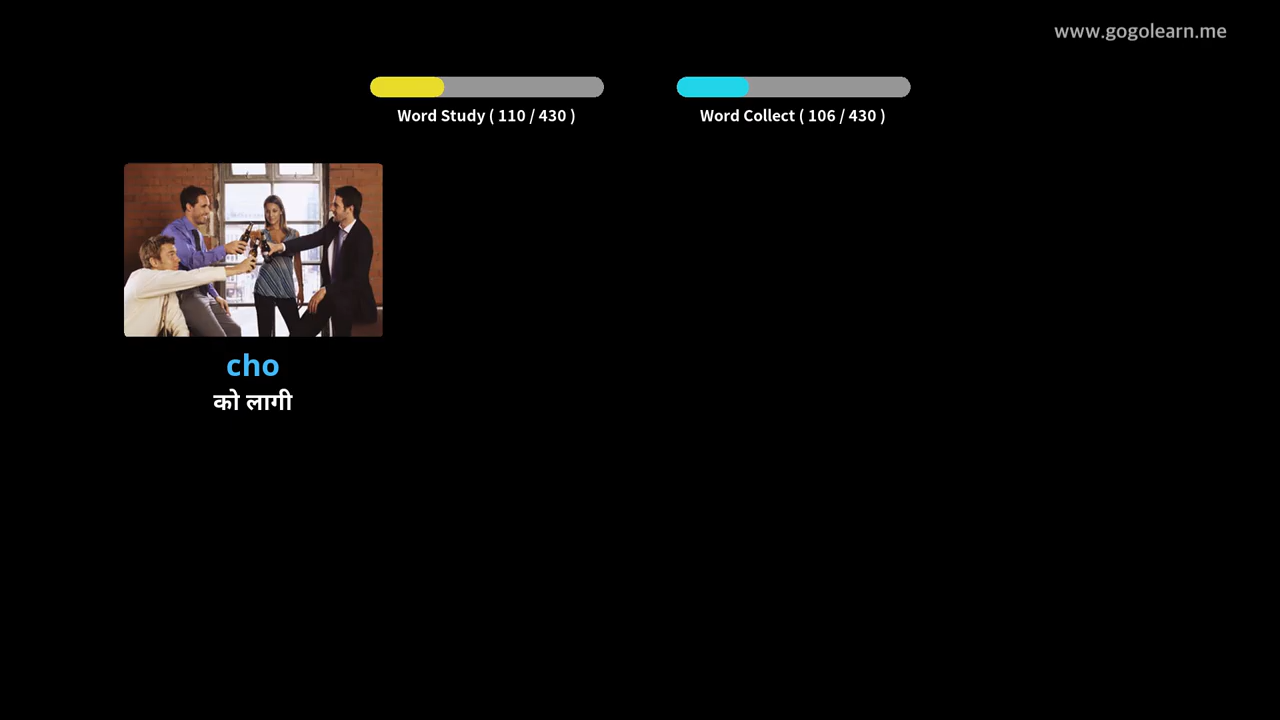 www.gogolearn.me
Word Study ( 110 / 430 )
Word Collect ( 106 / 430 )
cho
को लागी